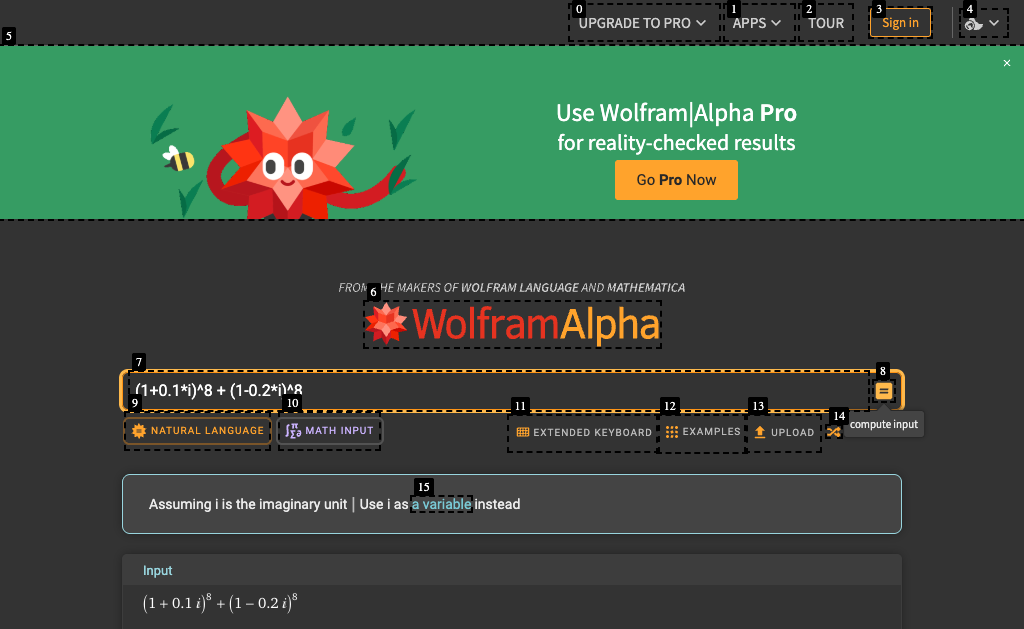 0
UPGRADE TO PRO
1
APPS
2
TOUR
3
Sign in
4
5
×
Use Wolfram|Alpha Pro
for reality-checked results
Go Pro Now
FROM THE MAKERS OF WOLFRAM LANGUAGE AND MATHEMATICA
6
WolframAlpha
7
8
(1+0.1*i)^8 + (1-0.2*i)^8
=
9
NATURAL LANGUAGE
10
MATH INPUT
11
EXTENDED KEYBOARD
12
EXAMPLES
13
UPLOAD
14
compute input
15
Assuming i is the imaginary unit | Use i as a variable instead
Input
(1 + 0.1 i)^8 + (1 − 0.2 i)^8